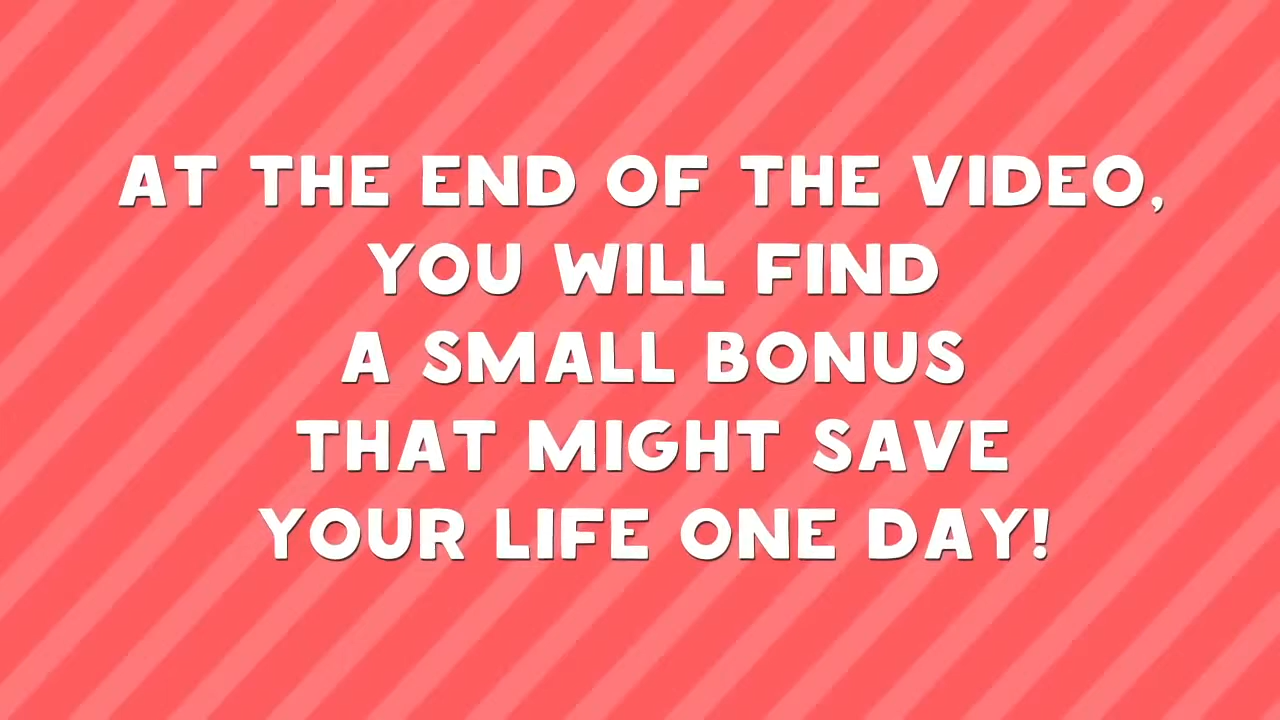 AT THE END OF THE VIDEO,
YOU WILL FIND
A SMALL BONUS
THAT MIGHT SAVE
YOUR LIFE ONE DAY!